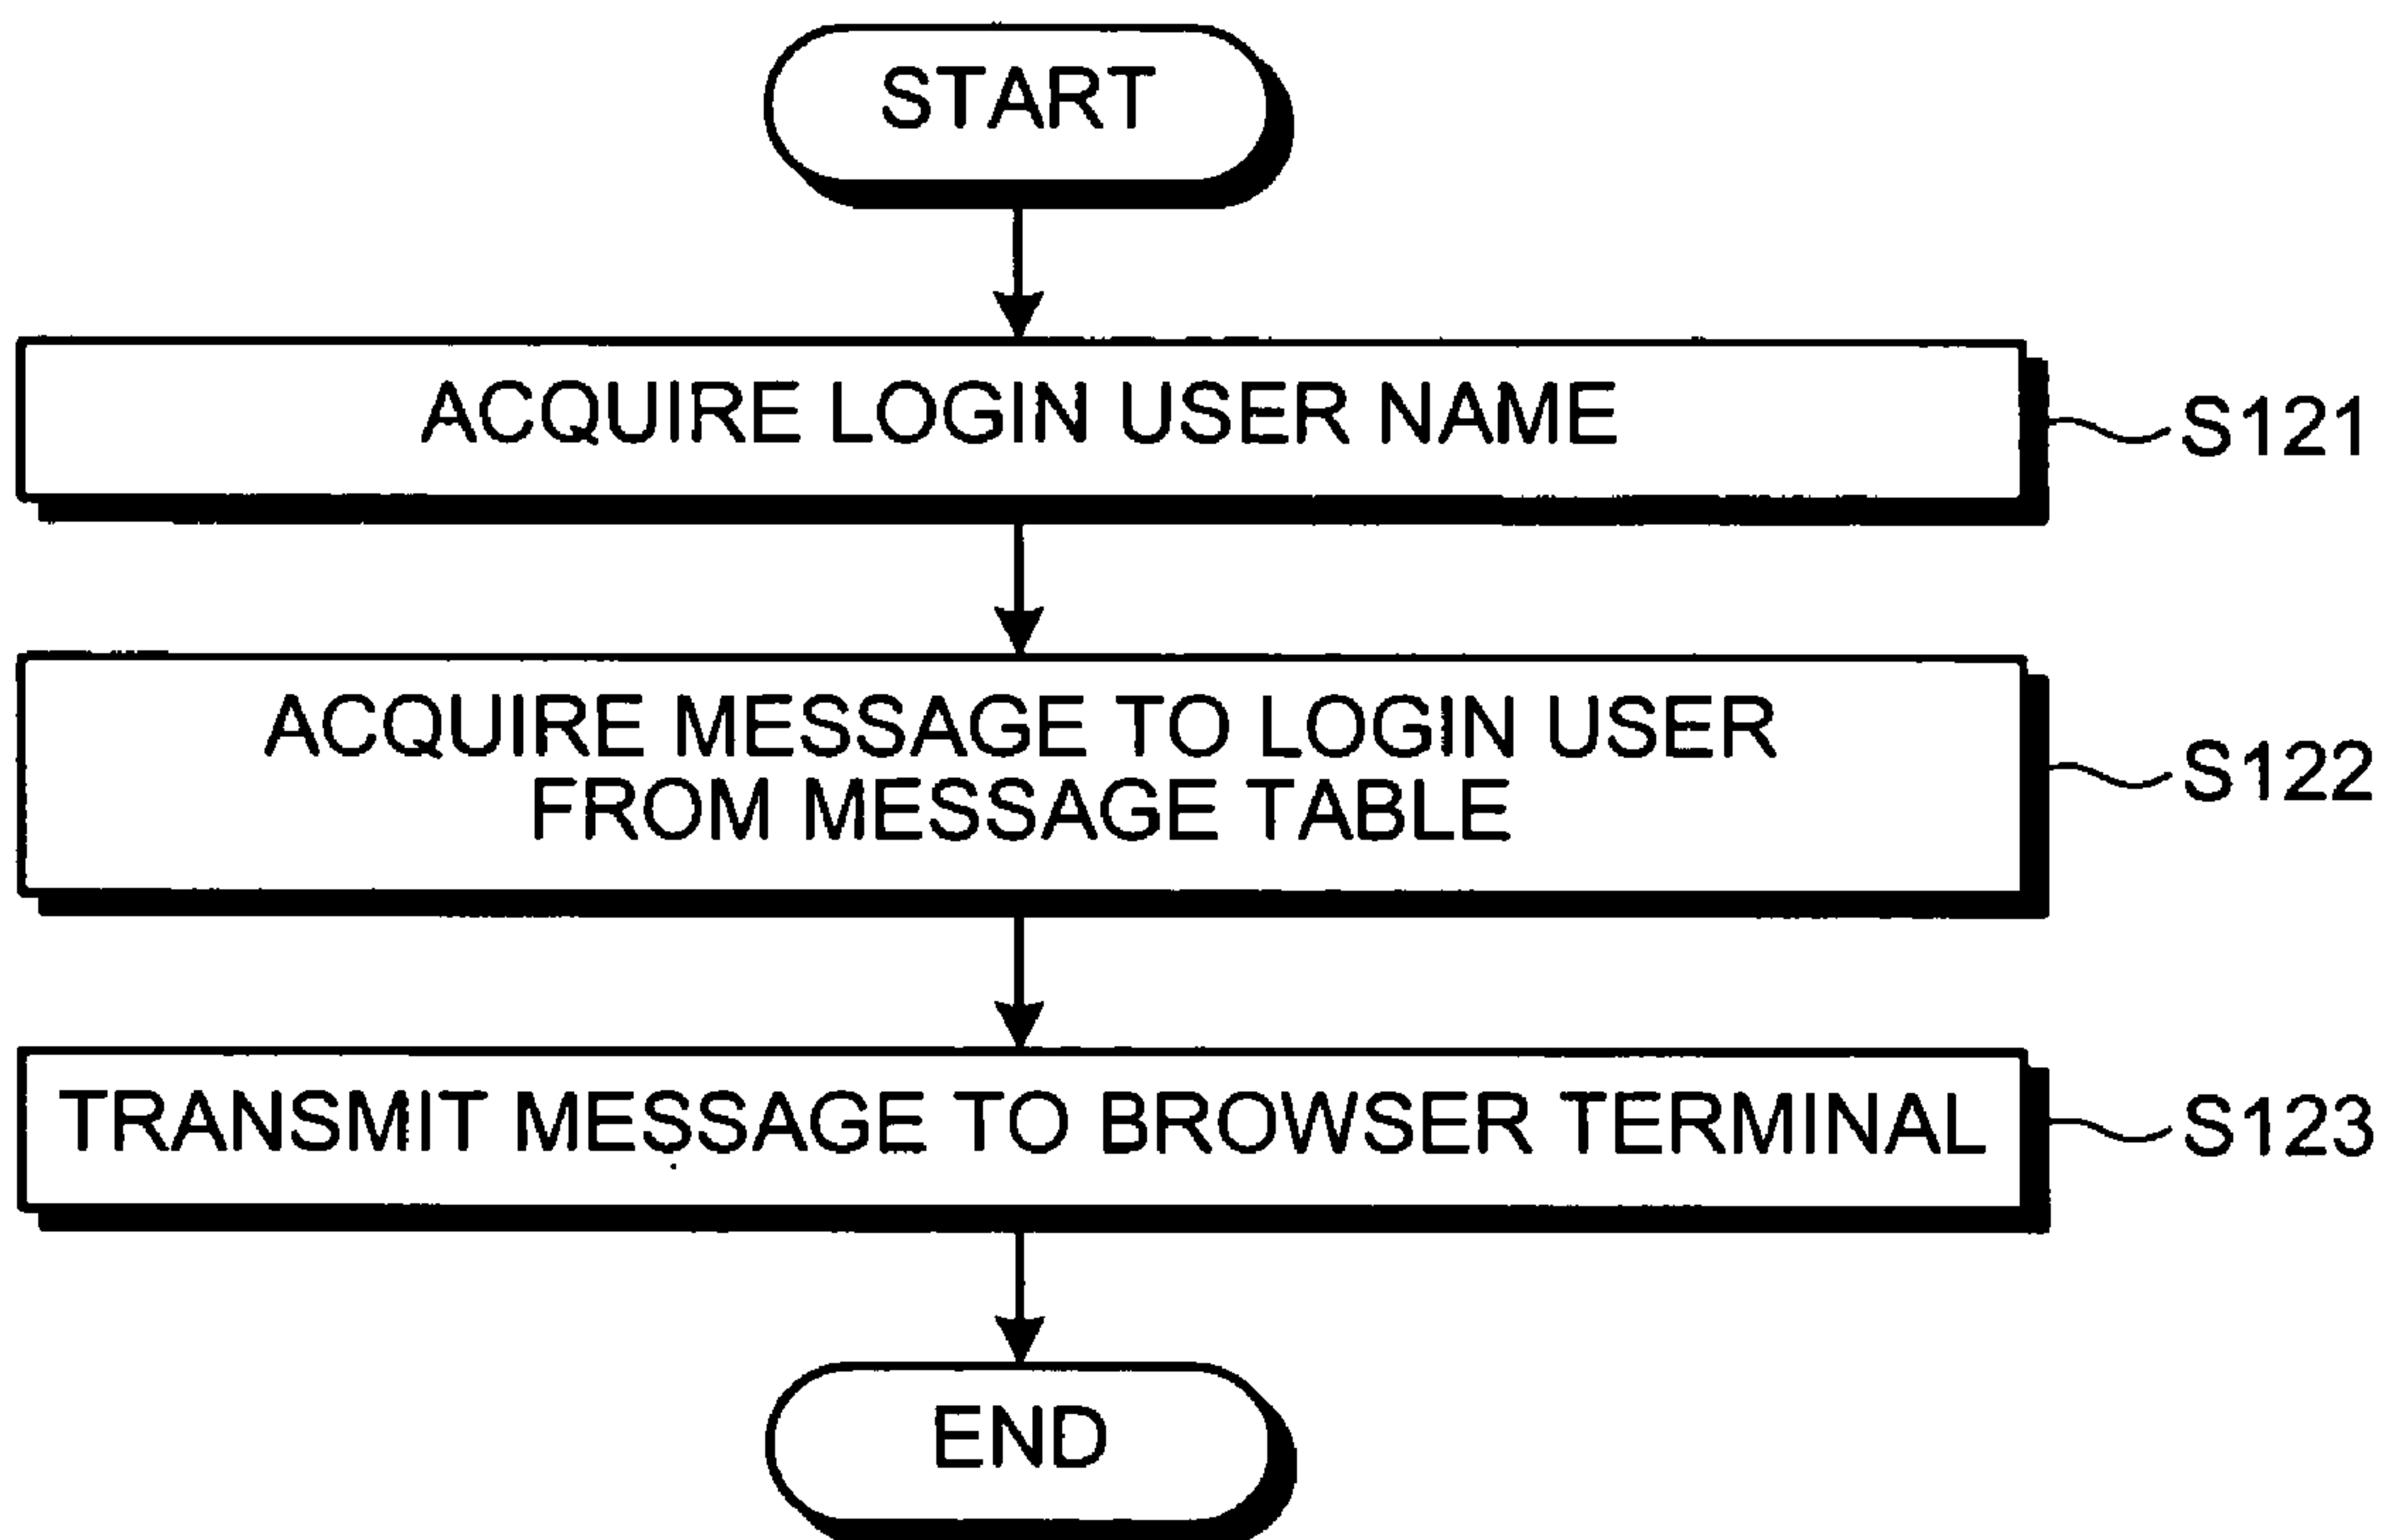 START
ACQUIRE LOGIN USER NAME
S121
ACQUIRE MESSAGE TO LOGIN USER
FROM MESSAGE TABLE
S122
TRANSMIT MESSAGE TO BROWSER TERMINAL
S123
END